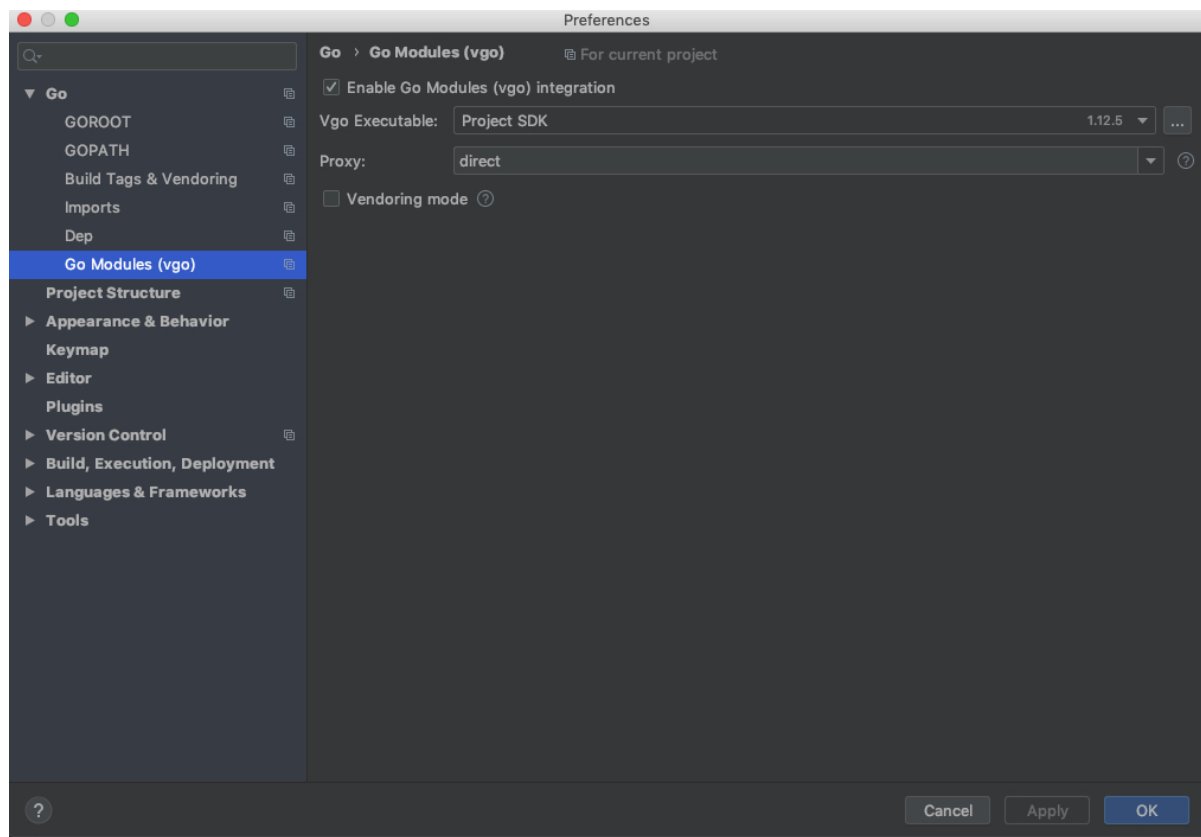 Preferences
Go
GOROOT
GOPATH
Build Tags & Vendoring
Imports
Dep
Go Modules (vgo)
Project Structure
Appearance & Behavior
Keymap
Editor
Plugins
Version Control
Build, Execution, Deployment
Languages & Frameworks
Tools
Go › Go Modules (vgo) For current project
Enable Go Modules (vgo) integration
Vgo Executable: Project SDK 1.12.5 ...
Proxy: direct ?
Vendoring mode ?
? Cancel Apply OK